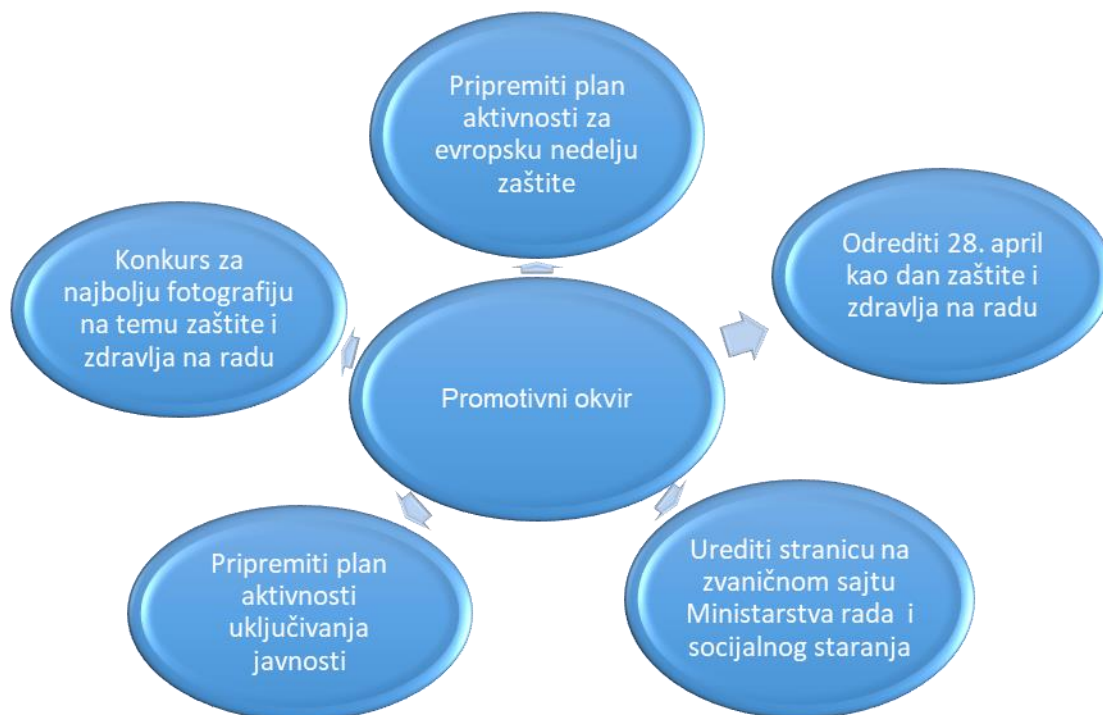 Pripremiti plan
aktivnosti za
evropsku nedelju
zaštite
Odrediti 28. april
kao dan zaštite i
zdravlja na radu
Konkurs za
najbolju fotografiju
na temu zaštite i
zdravlja na radu
Promotivni okvir
Urediti stranicu na
zvaničnom sajtu
Ministarstva rada i
socijalnog staranja
Pripremiti plan
aktivnosti
uključivanja
javnosti